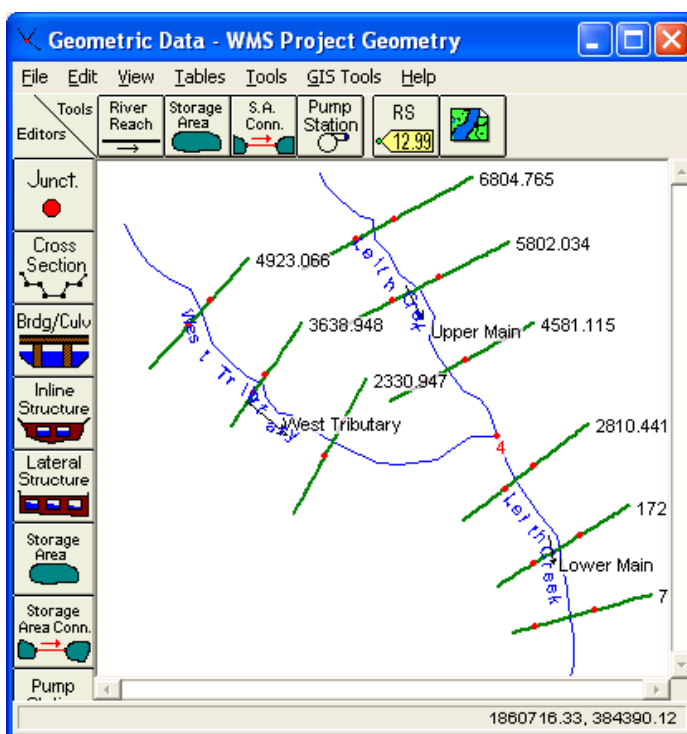 Geometric Data - WMS Project Geometry
File Edit View Tables Tools GIS Tools Help
Tools
Editors
River
Reach
Storage
Area
S.A.
Conn.
Pump
Station
RS
12.99
Junct.
Cross
Section
Brdg/Culv
Inline
Structure
Lateral
Structure
Storage
Area
Storage
Area Conn.
Pump
6804.765
5802.034
4923.066
Leith Creek
Upper Main
4581.115
3638.948
West Tributary
2330.947
West Tributary
4
2810.441
Leith Creek
172
Lower Main
7
1860716.33, 384390.12